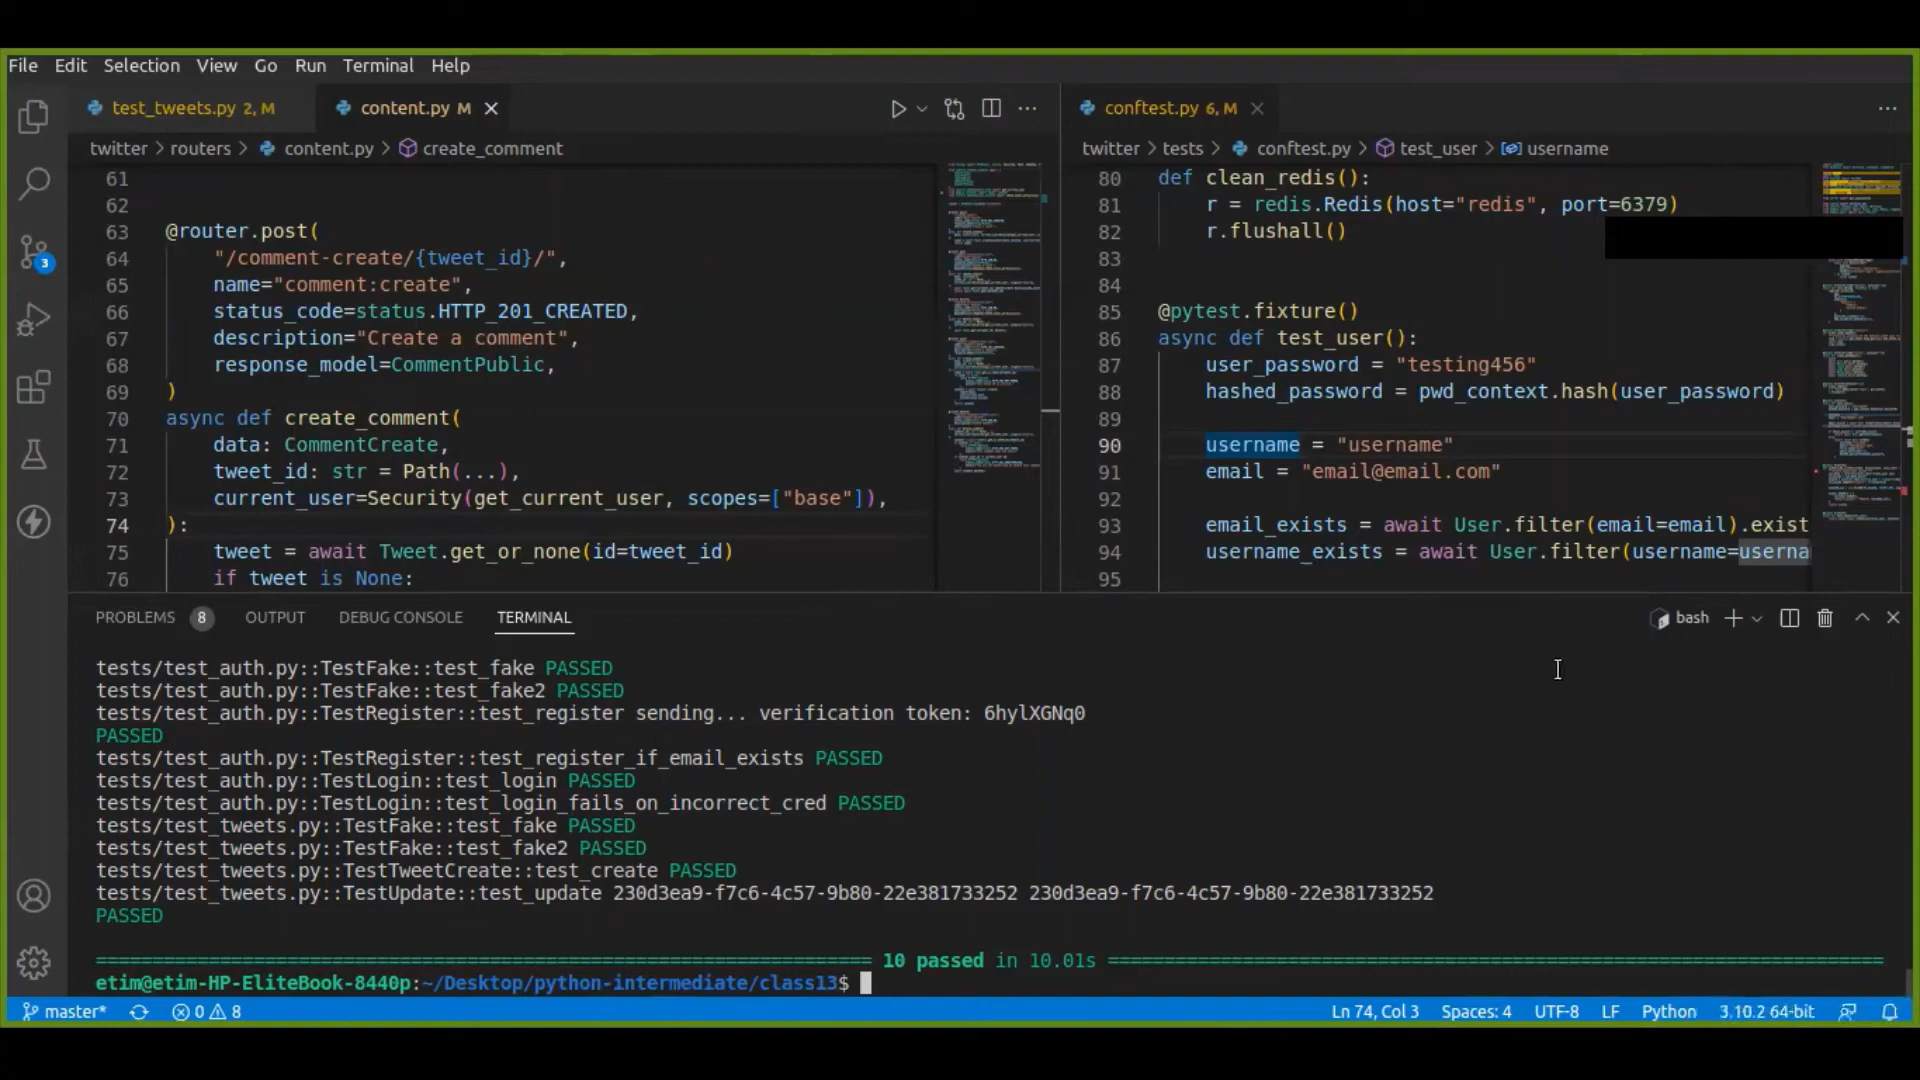 File Edit Selection View Go Run Terminal Help
test_tweets.py 2, M
content.py M
twitter > routers > content.py > create_comment
61
62
63 @router.post(
64 "/comment-create/{tweet_id}/",
65 name="comment:create",
66 status_code=status.HTTP_201_CREATED,
67 description="Create a comment",
68 response_model=CommentPublic,
69 )
70 async def create_comment(
71 data: CommentCreate,
72 tweet_id: str = Path(...),
73 current_user=Security(get_current_user, scopes=["base"]),
74 ):
75 tweet = await Tweet.get_or_none(id=tweet_id)
76 if tweet is None:
conftest.py 6, M
twitter > tests > conftest.py > test_user > username
80 def clean_redis():
81 r = redis.Redis(host="redis", port=6379)
82 r.flushall()
83
84
85 @pytest.fixture()
86 async def test_user():
87 user_password = "testing456"
88 hashed_password = pwd_context.hash(user_password)
89
90 username = "username"
91 email = "email@email.com"
92
93 email_exists = await User.filter(email=email).exist
94 username_exists = await User.filter(username=userna
95
3
PROBLEMS 8 OUTPUT DEBUG CONSOLE TERMINAL
bash
tests/test_auth.py::TestFake::test_fake PASSED
tests/test_auth.py::TestFake::test_fake2 PASSED
tests/test_auth.py::TestRegister::test_register sending... verification token: 6hylXGNq0
PASSED
tests/test_auth.py::TestRegister::test_register_if_email_exists PASSED
tests/test_auth.py::TestLogin::test_login PASSED
tests/test_auth.py::TestLogin::test_login_fails_on_incorrect_cred PASSED
tests/test_tweets.py::TestFake::test_fake PASSED
tests/test_tweets.py::TestFake::test_fake2 PASSED
tests/test_tweets.py::TestTweetCreate::test_create PASSED
tests/test_tweets.py::TestUpdate::test_update 230d3ea9-f7c6-4c57-9b80-22e381733252 230d3ea9-f7c6-4c57-9b80-22e381733252
PASSED
10 passed in 10.01s
etim@etim-HP-EliteBook-8440p:~/Desktop/python-intermediate/class13$
master* 0 8 Ln 74, Col 3 Spaces: 4 UTF-8 LF Python 3.10.2 64-bit